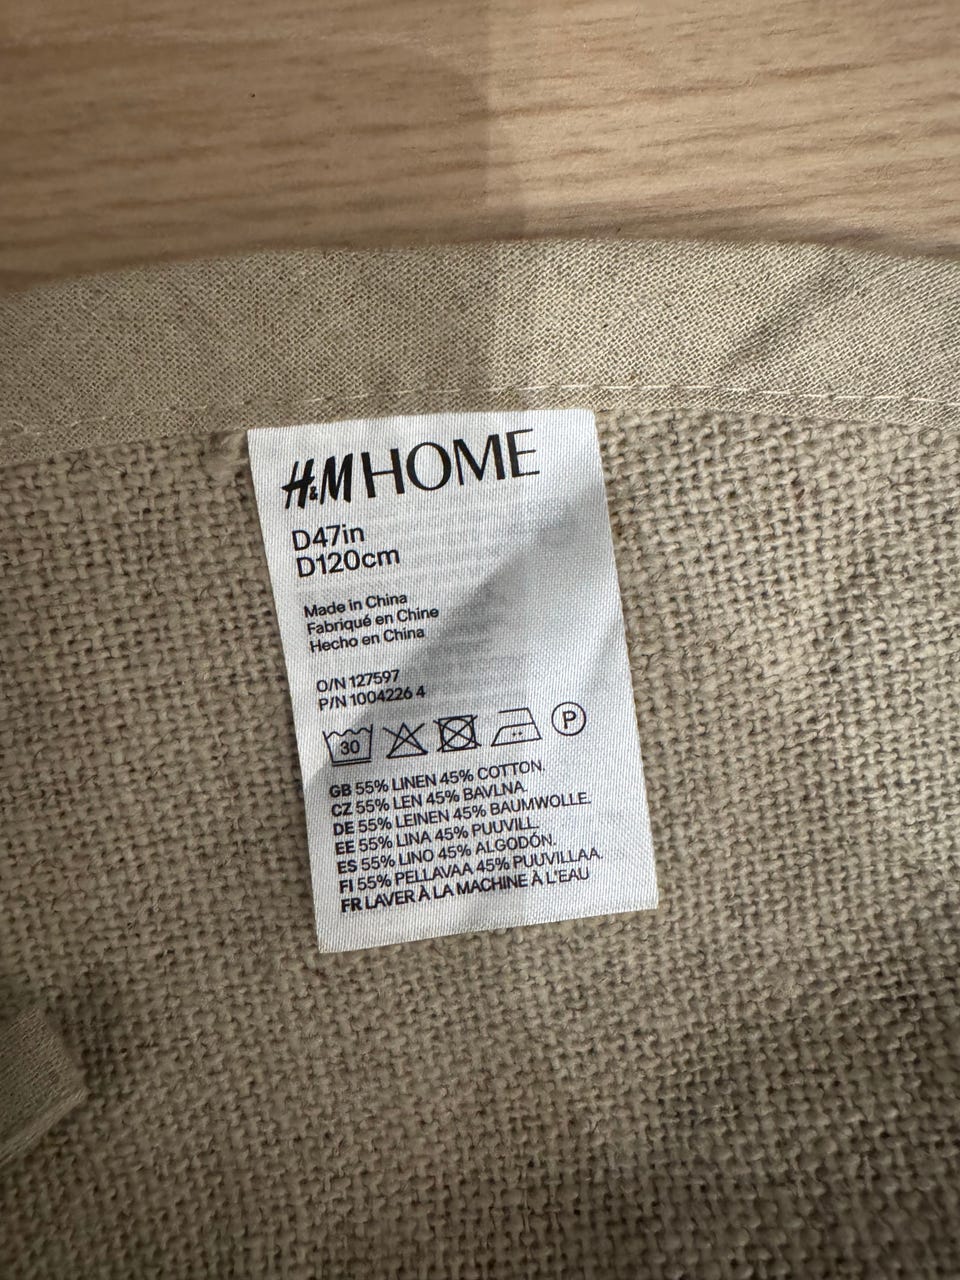 H&M HOME
D47in
D120cm
Made in China
Fabriqué en Chine
Hecho en China
O/N 127597
P/N 1004226 4
30 P
GB 55% LINEN 45% COTTON.
CZ 55% LEN 45% BAVLNA.
DE 55% LEINEN 45% BAUMWOLLE.
EE 55% LINA 45% PUUVILL.
ES 55% LINO 45% ALGODÓN.
FI 55% PELLAVAA 45% PUUVILLAA.
FR LAVER À LA MACHINE À L'EAU